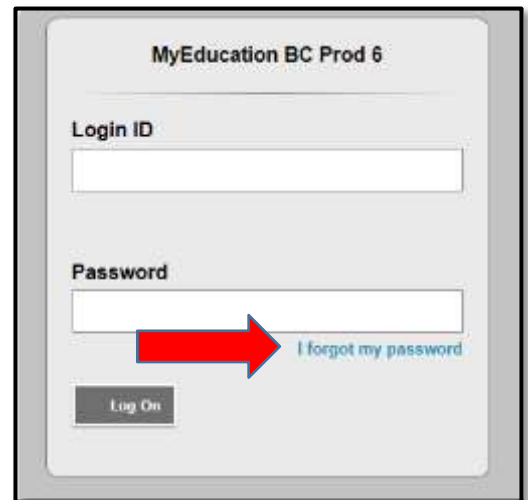 MyEducation BC Prod 6
Login ID
Password
I forgot my password
Log On